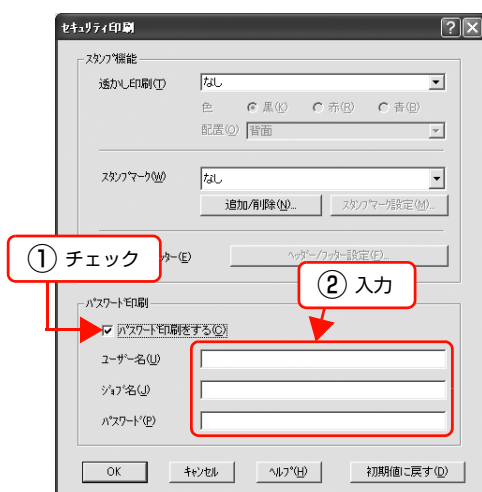 セキュリティ印刷
スタンプ機能
透かし印刷(T) なし
色 黒(K) 赤(R) 青(B)
配置(O) 背面
スタンプマーク(W) なし
追加/削除(N)... スタンプマーク設定(M)...
ッター(E) ヘッダー/フッター設定(F)...
① チェック
② 入力
パスワード印刷
パスワード印刷をする(C)
ユーザー名(U)
ジョブ名(J)
パスワード(P)
OK キャンセル ヘルプ(H) 初期値に戻す(D)